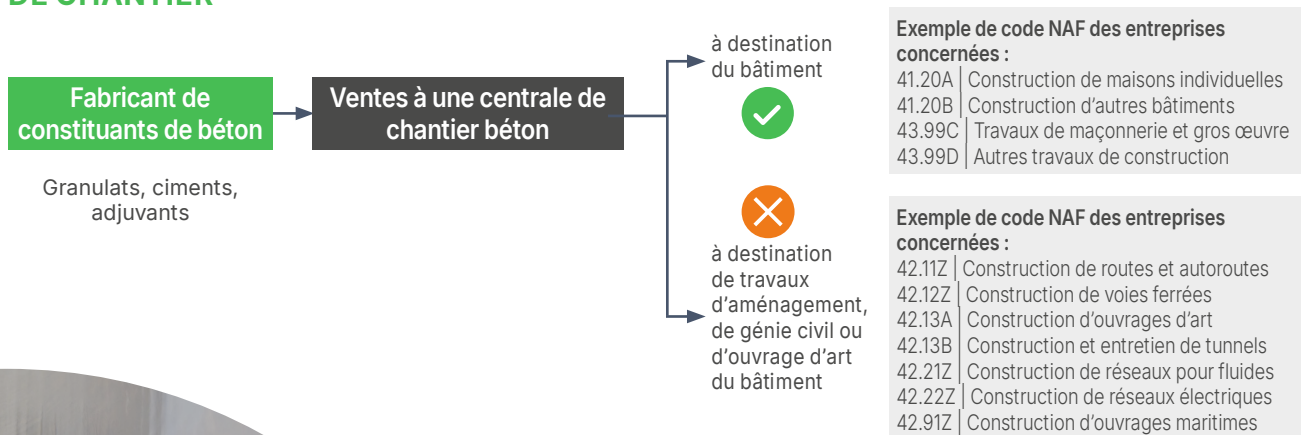 DE CHANTIER
Fabricant de
constituants de béton
Granulats, ciments,
adjuvants
Ventes à une centrale de
chantier béton
à destination
du bâtiment
à destination
de travaux
d'aménagement,
de génie civil ou
d'ouvrage d'art
du bâtiment
Exemple de code NAF des entreprises
concernées :
41.20A | Construction de maisons individuelles
41.20B | Construction d'autres bâtiments
43.99C | Travaux de maçonnerie et gros œuvre
43.99D | Autres travaux de construction
Exemple de code NAF des entreprises
concernées :
42.11Z | Construction de routes et autoroutes
42.12Z | Construction de voies ferrées
42.13A | Construction d'ouvrages d'art
42.13B | Construction et entretien de tunnels
42.21Z | Construction de réseaux pour fluides
42.22Z | Construction de réseaux électriques
42.91Z | Construction d'ouvrages maritimes